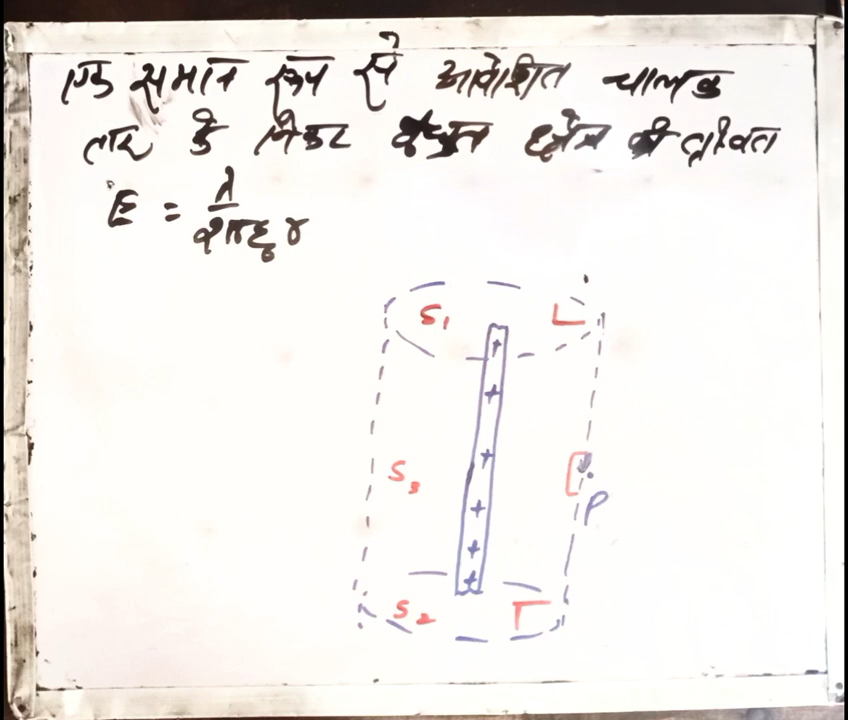 एक समान रूप से आवेशित चालक
तार के निकट वैद्युत क्षेत्र की तीव्रता
E = λ
2πε₀r
S₁
S₃
P
S₂